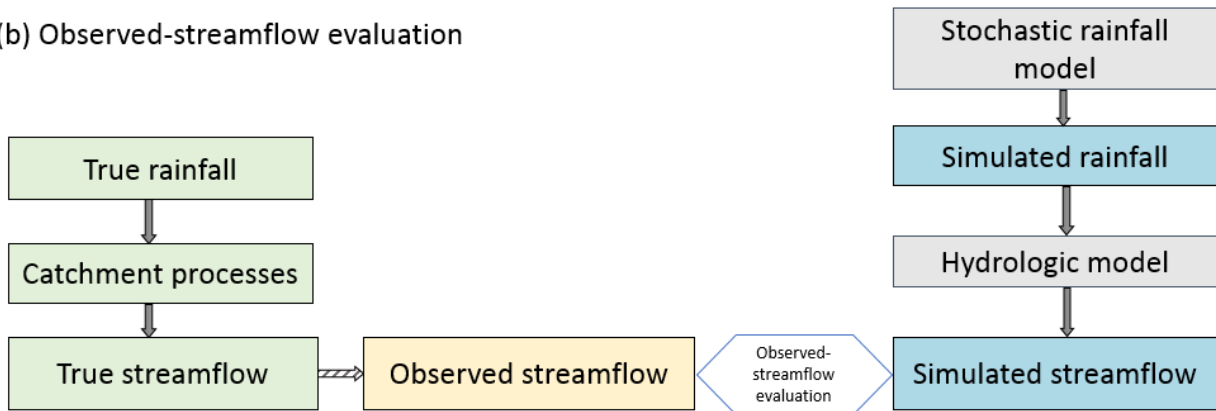 (b) Observed-streamflow evaluation
Stochastic rainfall
model
True rainfall
Simulated rainfall
Catchment processes
Hydrologic model
True streamflow
Observed streamflow
Observed-
streamflow
evaluation
Simulated streamflow